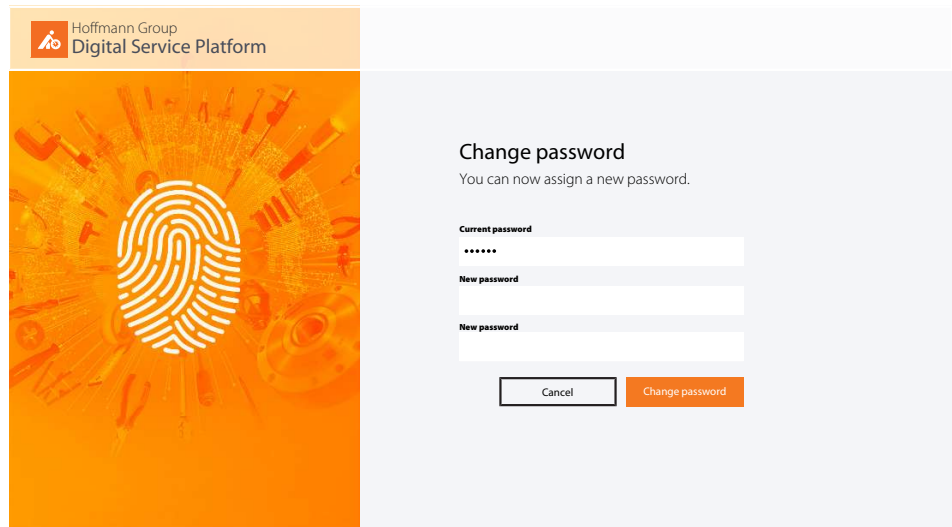 Hoffmann Group
Digital Service Platform
Change password
You can now assign a new password.
Current password
••••••
New password
New password
Cancel
Change password